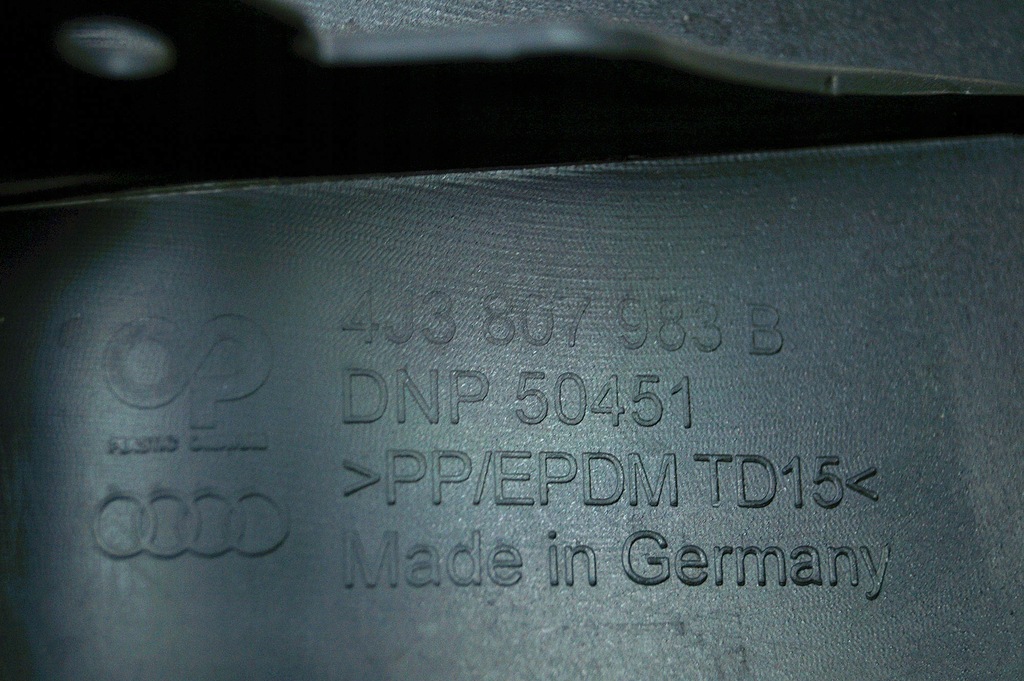 4J3 807 983 B
DNP 50451
>PP/EPDM TD15<
Made in Germany